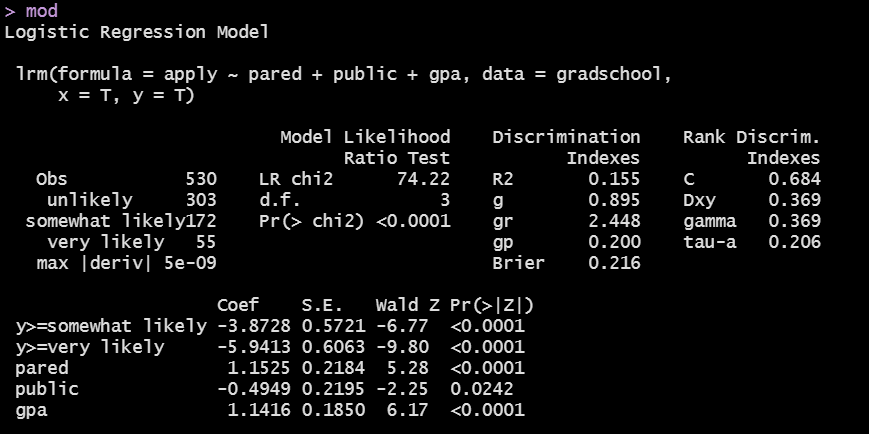 > mod
Logistic Regression Model

 lrm(formula = apply ~ pared + public + gpa, data = gradschool,
     x = T, y = T)

                          Model Likelihood    Discrimination    Rank Discrim.
                                Ratio Test           Indexes          Indexes
   Obs           530    LR chi2      74.22    R2       0.155    C       0.684
    unlikely     303    d.f.             3    g        0.895    Dxy     0.369
  somewhat likely172    Pr(> chi2) <0.0001    gr       2.448    gamma   0.369
    very likely   55                          gp       0.200    tau-a   0.206
   max |deriv| 5e-09                          Brier    0.216

                    Coef    S.E.   Wald Z Pr(>|Z|)
 y>=somewhat likely -3.8728 0.5721 -6.77  <0.0001
 y>=very likely     -5.9413 0.6063 -9.80  <0.0001
 pared               1.1525 0.2184  5.28  <0.0001
 public             -0.4949 0.2195 -2.25  0.0242
 gpa                 1.1416 0.1850  6.17  <0.0001